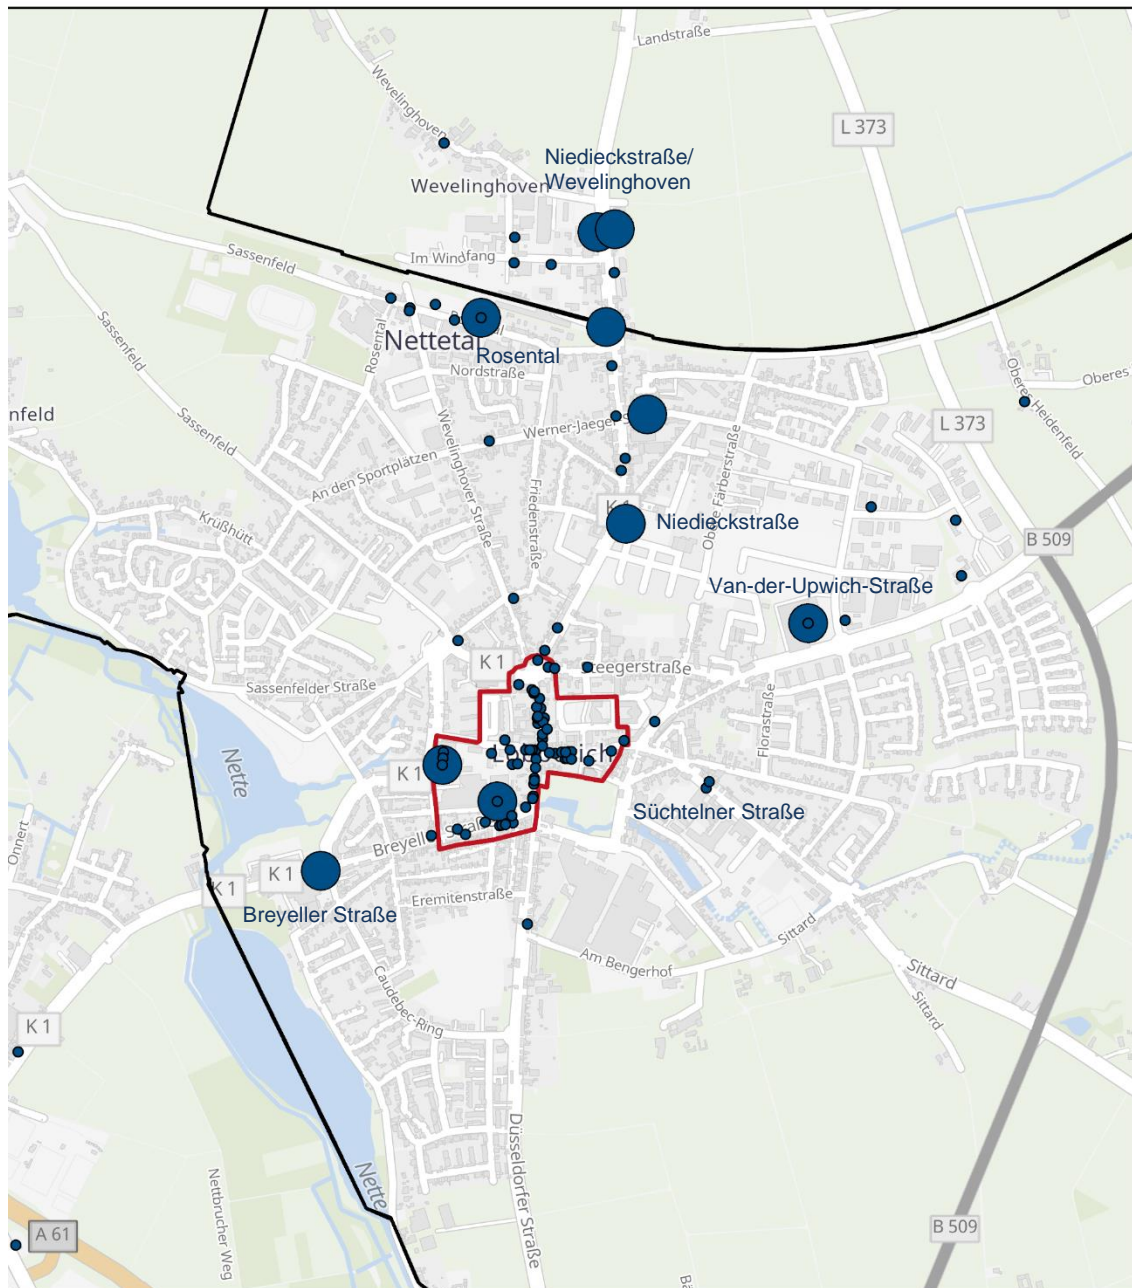 Landstraße
Wevelinghoven
L 373
Niedieckstraße/
Wevelinghoven
Wevelinghoven
Im Windfang
Sassenfeld
Nettetal
Rosental
Rosental
Nordstraße
Sassenfeld
Sassenfeld
nfeld
Wevelinghover Straße
Werner-Jaeger
An den Sportplätzen
Friedenstraße
Krüßhütt
Obere Färberstraße
L 373
Oberes Heidenfeld
Oberes
K 1
Niedieckstraße
B 509
Van-der-Upwich-Straße
K 1
Steegerstraße
Sassenfelder Straße
Florastraße
Nette
K 1
Süchtelner Straße
Breyeller Straße
Onnert
K 1
K 1
Eremitenstraße
Breyeller Straße
Am Bengerhof
Sittard
Sittard
Sittard
Caudebec-Ring
K 1
Düsseldorfer Straße
Nette
Nettbrucher Weg
A 61
B 509